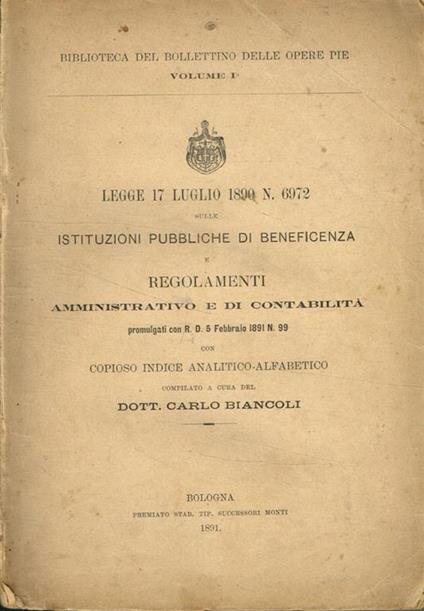 BIBLIOTECA DEL BOLLETTINO DELLE OPERE PIE
VOLUME I°
LEGGE 17 LUGLIO 1890 N. 6972
SULLE
ISTITUZIONI PUBBLICHE DI BENEFICENZA
E
REGOLAMENTI
AMMINISTRATIVO E DI CONTABILITÀ
promulgati con R. D. 5 Febbraio 1891 N. 99
CON
COPIOSO INDICE ANALITICO-ALFABETICO
COMPILATO A CURA DEL
DOTT. CARLO BIANCOLI
BOLOGNA
PREMIATO STAB. TIP. SUCCESSORI MONTI
1891.